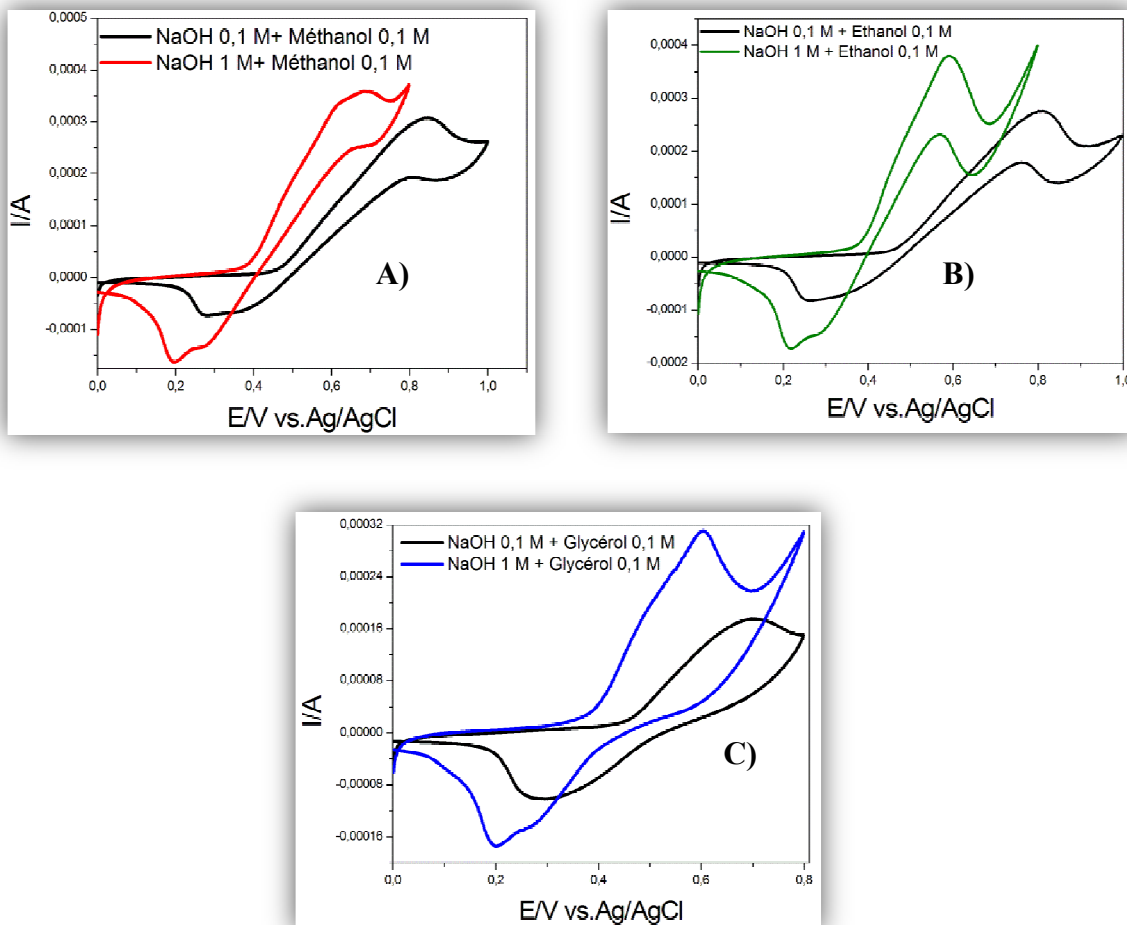 0,0005
0,0004
0,0003
0,0002
0,0001
0,0000
-0,0001
I/A
NaOH 0,1 M+ Méthanol 0,1 M
NaOH 1 M+ Méthanol 0,1 M
A)
0,0 0,2 0,4 0,6 0,8 1,0
E/V vs.Ag/AgCl
0,0004
0,0003
0,0002
0,0001
0,0000
-0,0001
-0,0002
I/A
NaOH 0,1 M + Ethanol 0,1 M
NaOH 1 M + Ethanol 0,1 M
B)
0,0 0,2 0,4 0,6 0,8 1,0
E/V vs.Ag/AgCl
0,00032
0,00024
0,00016
0,00008
0,00000
-0,00008
-0,00016
I/A
NaOH 0,1 M + Glycérol 0,1 M
NaOH 1 M + Glycérol 0,1 M
C)
0,0 0,2 0,4 0,6 0,8
E/V vs.Ag/AgCl